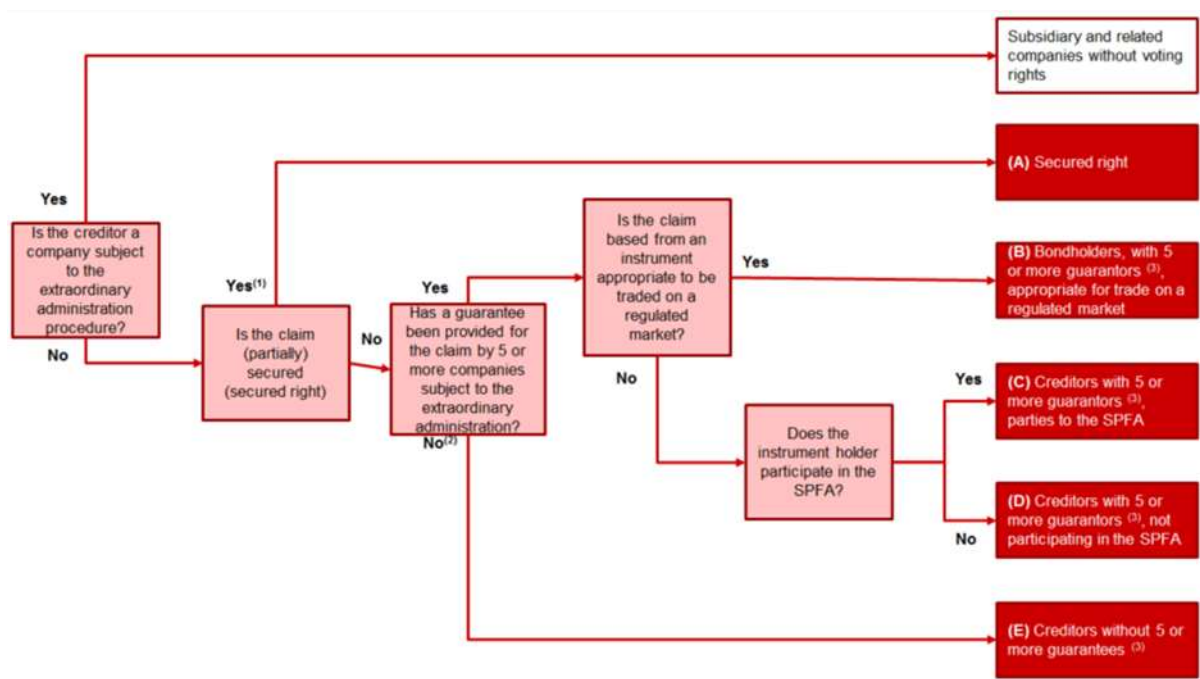 Subsidiary and related
companies without voting
rights
(A) Secured right
Yes
Is the creditor a
company subject
to the
extraordinary
administration
procedure?
No
Yes(1)
Is the claim
(partially)
secured
(secured right)
No
Yes
Has a guarantee
been provided for
the claim by 5 or
more companies
subject to the
extraordinary
administration?
No(2)
Is the claim
based from an
instrument
appropriate to be
traded on a
regulated
market?
Yes
(B) Bondholders, with 5
or more guarantors (3),
appropriate for trade on a
regulated market
No
Does the
instrument holder
participate in the
SPFA?
Yes
(C) Creditors with 5 or
more guarantors (3),
parties to the SPFA
No
(D) Creditors with 5 or
more guarantors (3), not
participating in the SPFA
(E) Creditors without 5 or
more guarantees (3)